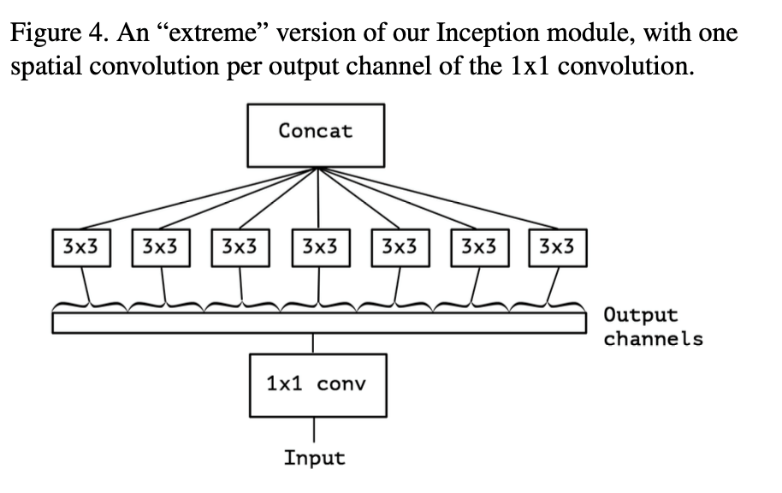 Figure 4. An “extreme” version of our Inception module, with one
spatial convolution per output channel of the 1x1 convolution.
Concat
3x3 3x3 3x3 3x3 3x3 3x3 3x3
Output
channels
1x1 conv
Input